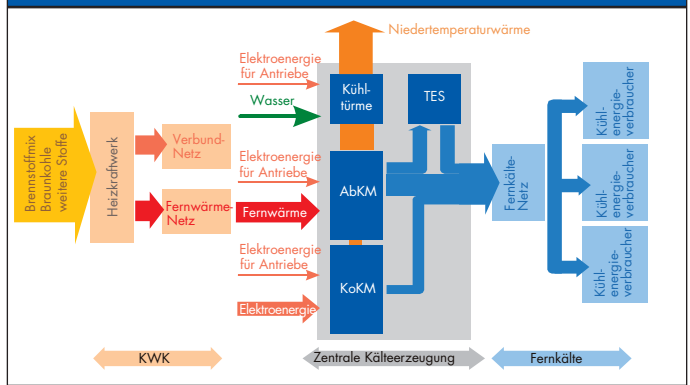 Niedertemperaturwärme
Elektroenergie
für Antriebe
Wasser
Kühl-
türme
TES
Brennstoffmix
Braunkohle
weitere Stoffe
Heizkraftwerk
Verbund-
Netz
Fernwärme-
Netz
Elektroenergie
für Antriebe
Fernwärme
AbKM
Elektroenergie
für Antriebe
Elektroenergie
KoKM
Fernkälte-
Netz
Kühl-
energie-
verbraucher
Kühl-
energie-
verbraucher
Kühl-
energie-
verbraucher
KWK
Zentrale Kälteerzeugung
Fernkälte